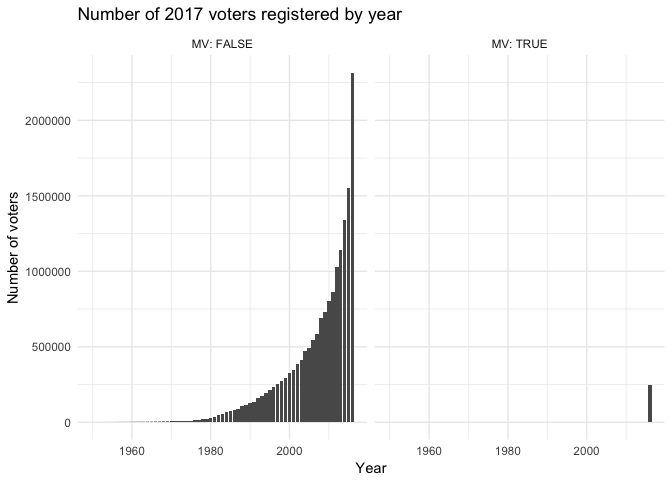 Number of 2017 voters registered by year
MV: FALSE
MV: TRUE
Number of voters
2000000
1500000
1000000
500000
0
1960
1980
2000
1960
1980
2000
Year